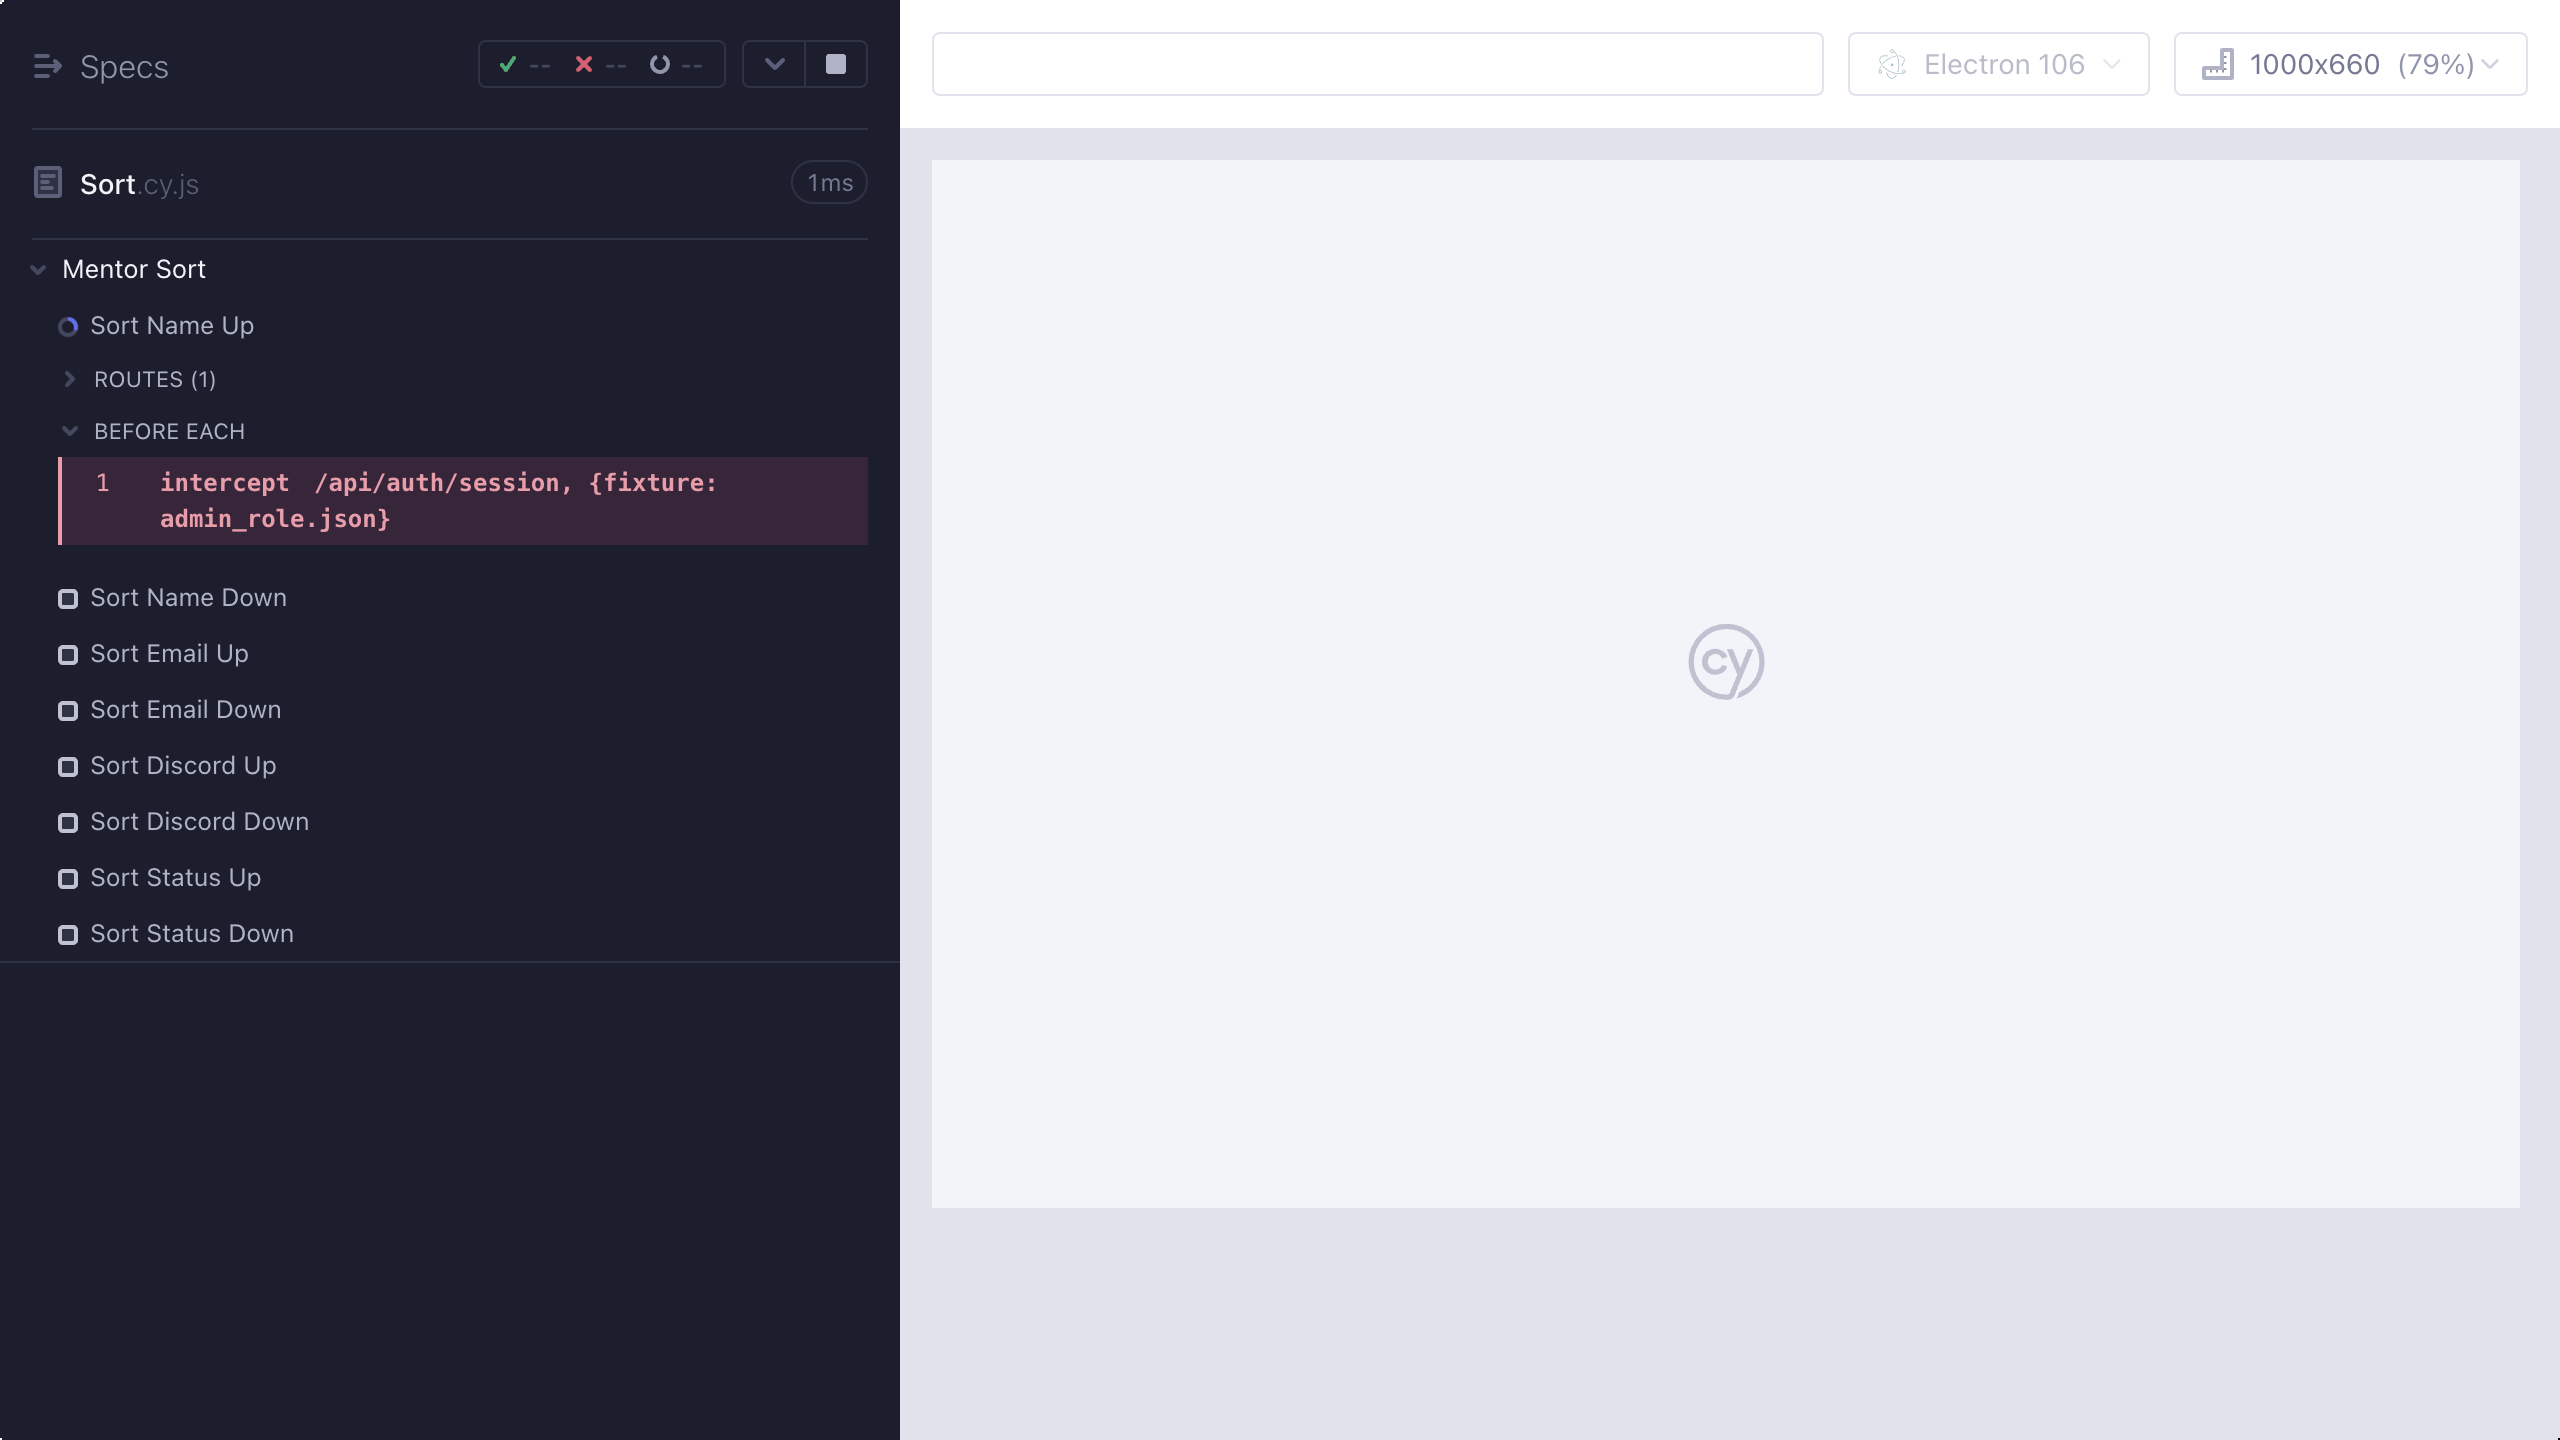 Specs
-- -- --
Electron 106
1000x660 (79%)
Sort.cy.js
1ms
Mentor Sort
Sort Name Up
ROUTES (1)
BEFORE EACH
1 intercept /api/auth/session, {fixture:
admin_role.json}
Sort Name Down
Sort Email Up
Sort Email Down
Sort Discord Up
Sort Discord Down
Sort Status Up
Sort Status Down
cy